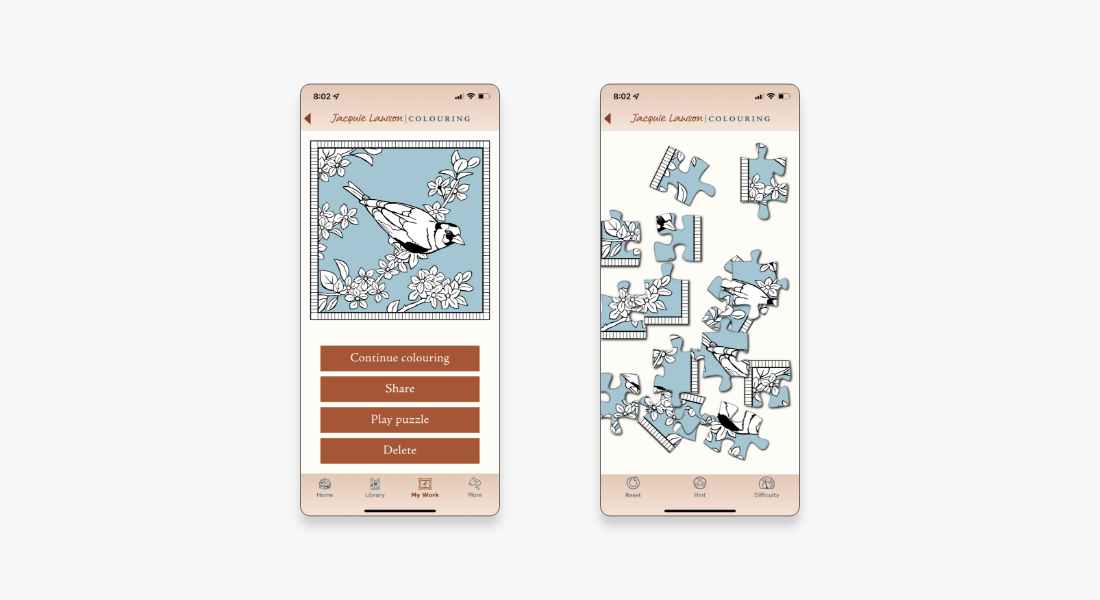 8:02
Jacquie Lawson | COLOURING
Continue colouring
Share
Play puzzle
Delete
Home Library My Work More
8:02
Jacquie Lawson | COLOURING
Reset Hint Difficulty